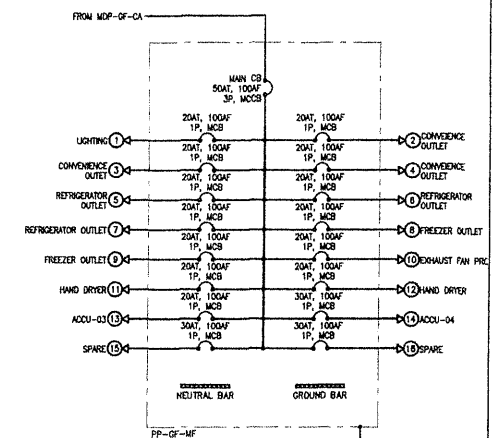 FROM MDP-GF-CA
MAIN CB
50AT, 100AF
3P, MCCB
20AT, 100AF
1P, MCB
20AT, 100AF
1P, MCB
LIGHTING 1
2 CONVEIENCE
OUTLET
20AT, 100AF
1P, MCB
20AT, 100AF
1P, MCB
CONVENIENCE
OUTET 3
4 CONVEIENCE
OUTLET
20AT, 100AF
1P, MCB
20AT, 100AF
1P, MCB
REFRIGERATOR
OUTLET 5
6 REFRIGERATOR
OUTLET
20AT, 100AF
1P, MCB
20AT, 100AF
1P, MCB
REFRIGERATOR OUTLET 7
8 FREEZER OUTLET
20AT, 100AF
1P, MCB
20AT, 100AF
1P, MCB
FREEZER OUTLET 9
10 EXHAUST FAN PRC
20AT, 100AF
1P, MCB
20AT, 100AF
1P, MCB
HAND DRYER 11
12 HAND DRYER
20AT, 100AF
1P, MCB
30AT, 100AF
1P, MCB
ACCU-03 13
14 ACCU-04
30AT, 100AF
1P, MCB
30AT, 100AF
1P, MCB
SPARE 15
16 SPARE
NEUTRAL BAR
GROUND BAR
PP-GF-MF